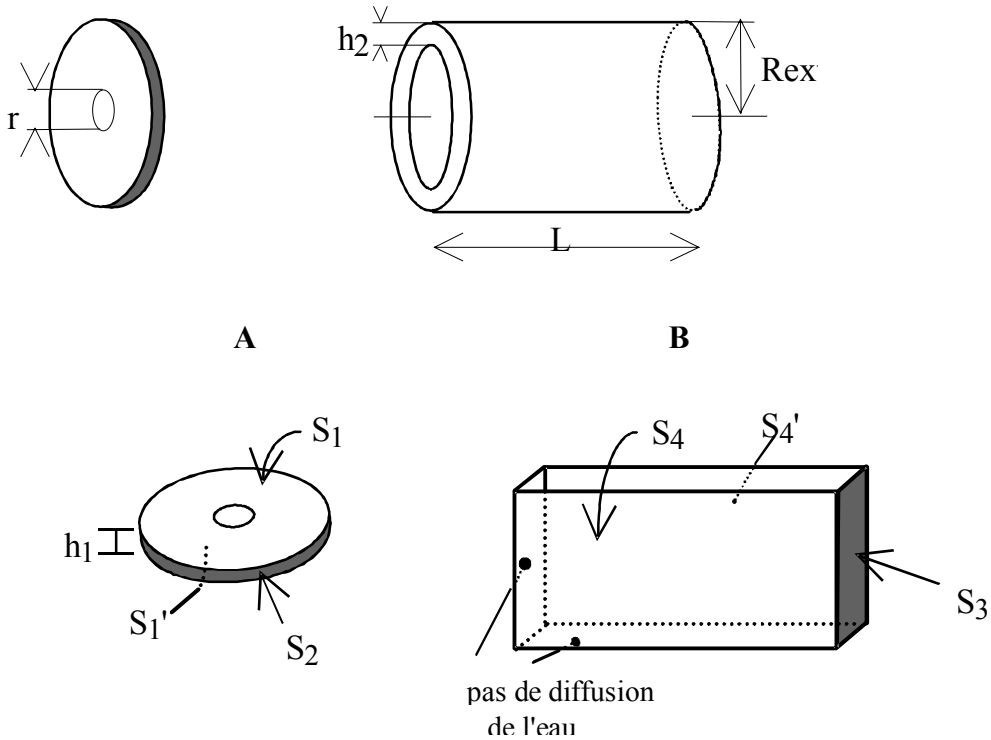 h2
r
Rex
L
A
B
S1
S4
S4'
h1
S1'
S2
S3
pas de diffusion
de l'eau